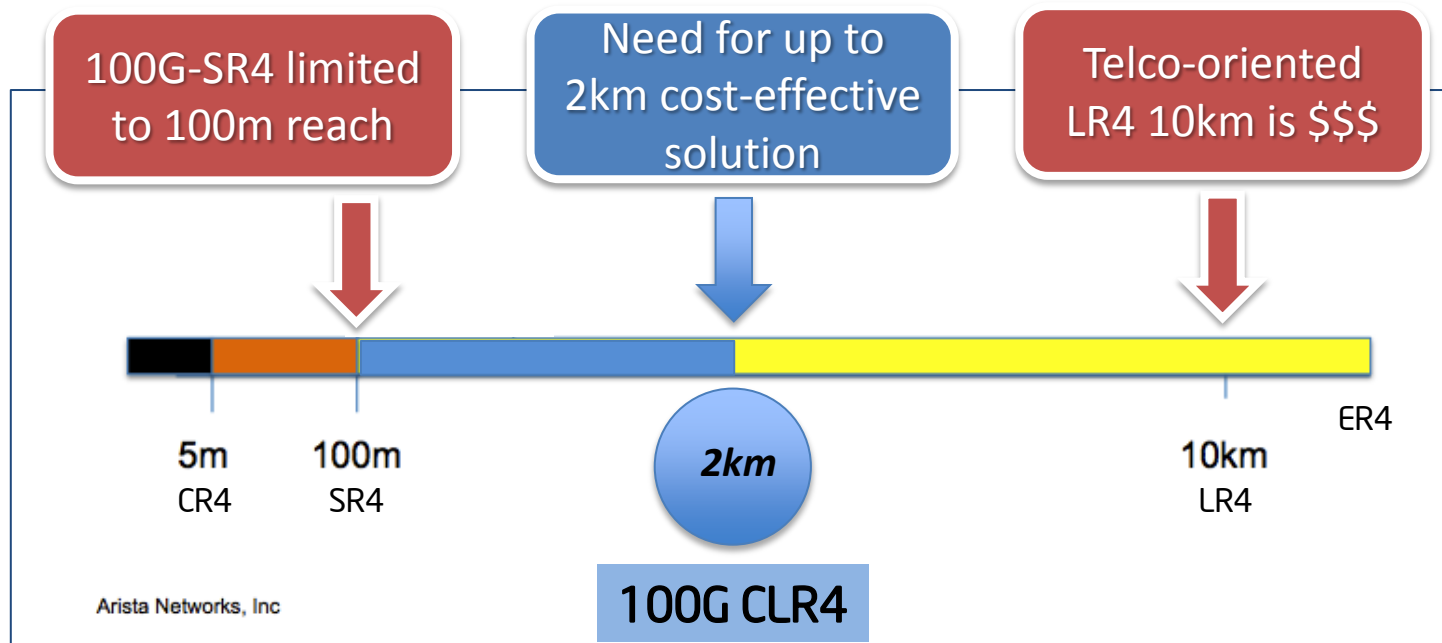 100G-SR4 limited
to 100m reach
Need for up to
2km cost-effective
solution
Telco-oriented
LR4 10km is $$$
5m
CR4
100m
SR4
2km
10km
LR4
ER4
100G CLR4
Arista Networks, Inc